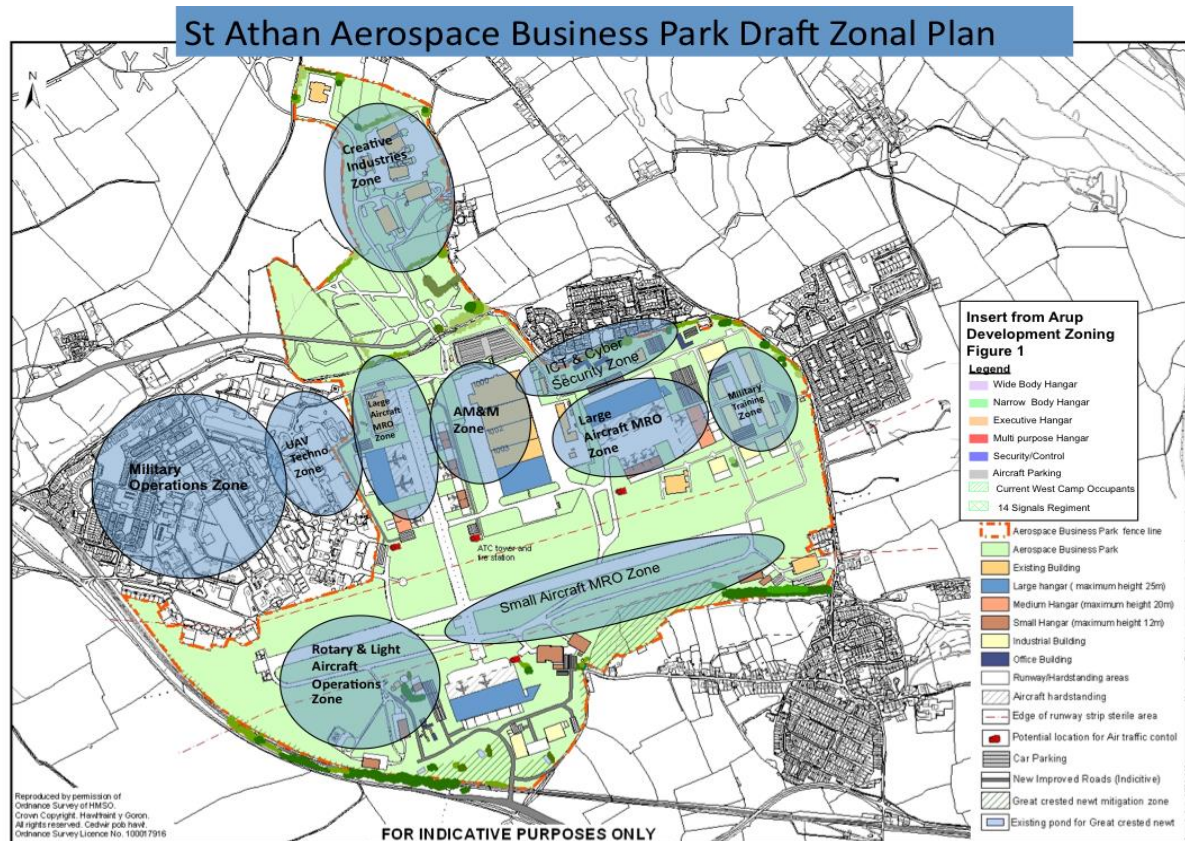 St Athan Aerospace Business Park Draft Zonal Plan
N
Creative
Industries
Zone
ICT & Cyber
Security Zone
Large
Aircraft
MRO
Zone
AM&M
Zone
1000
1002
1003
Large
Aircraft MRO
Zone
Military
Training
Zone
UAV
Techno
Zone
Military
Operations Zone
ATC tower and
fire station
Small Aircraft MRO Zone
Rotary & Light
Aircraft
Operations
Zone
Insert from Arup
Development Zoning
Figure 1
Legend
Wide Body Hangar
Narrow Body Hangar
Executive Hangar
Multi purpose Hangar
Security/Control
Aircraft Parking
Current West Camp Occupants
14 Signals Regiment
Aerospace Business Park fence line
Aerospace Business Park
Existing Building
Large hangar ( maximum height 25m)
Medium Hangar (maximum height 20m)
Small Hangar (maximum height 12m)
Industrial Building
Office Building
Runway/Hardstanding areas
Aircraft hardstanding
Edge of runway strip sterile area
Potential location for Air traffic contol
Car Parking
New Improved Roads (Indicitive)
Great crested newt mitigation zone
Existing pond for Great crested newt
Reproduced by permission of
Ordnance Survey of HMSO.
Crown Copyright. Hawlfraint y Goron.
All rights reserved. Cedwir pob hawl.
Ordnance Survey Licence No. 100017916
FOR INDICATIVE PURPOSES ONLY